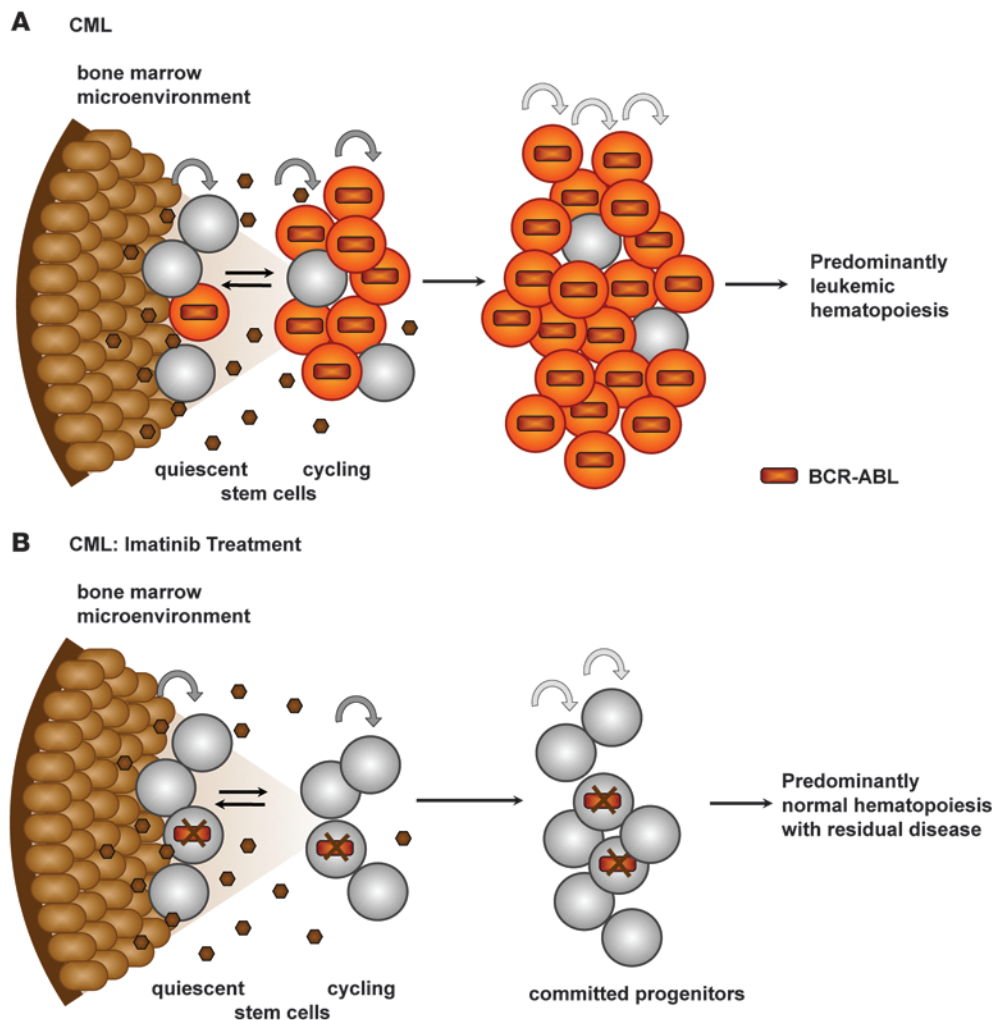 A CML
bone marrow
microenvironment
Predominantly
leukemic
hematopoiesis
quiescent cycling
stem cells
BCR-ABL
B CML: Imatinib Treatment
bone marrow
microenvironment
Predominantly
normal hematopoiesis
with residual disease
quiescent cycling
stem cells
committed progenitors